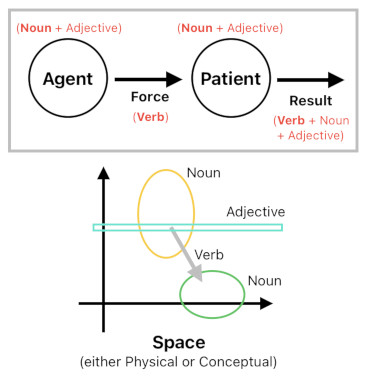 (Noun + Adjective)
(Noun + Adjective)
Agent
Patient
Force
(Verb)
Result
(Verb + Noun
+ Adjective)
Noun
Adjective
Verb
Noun
Space
(either Physical or Conceptual)